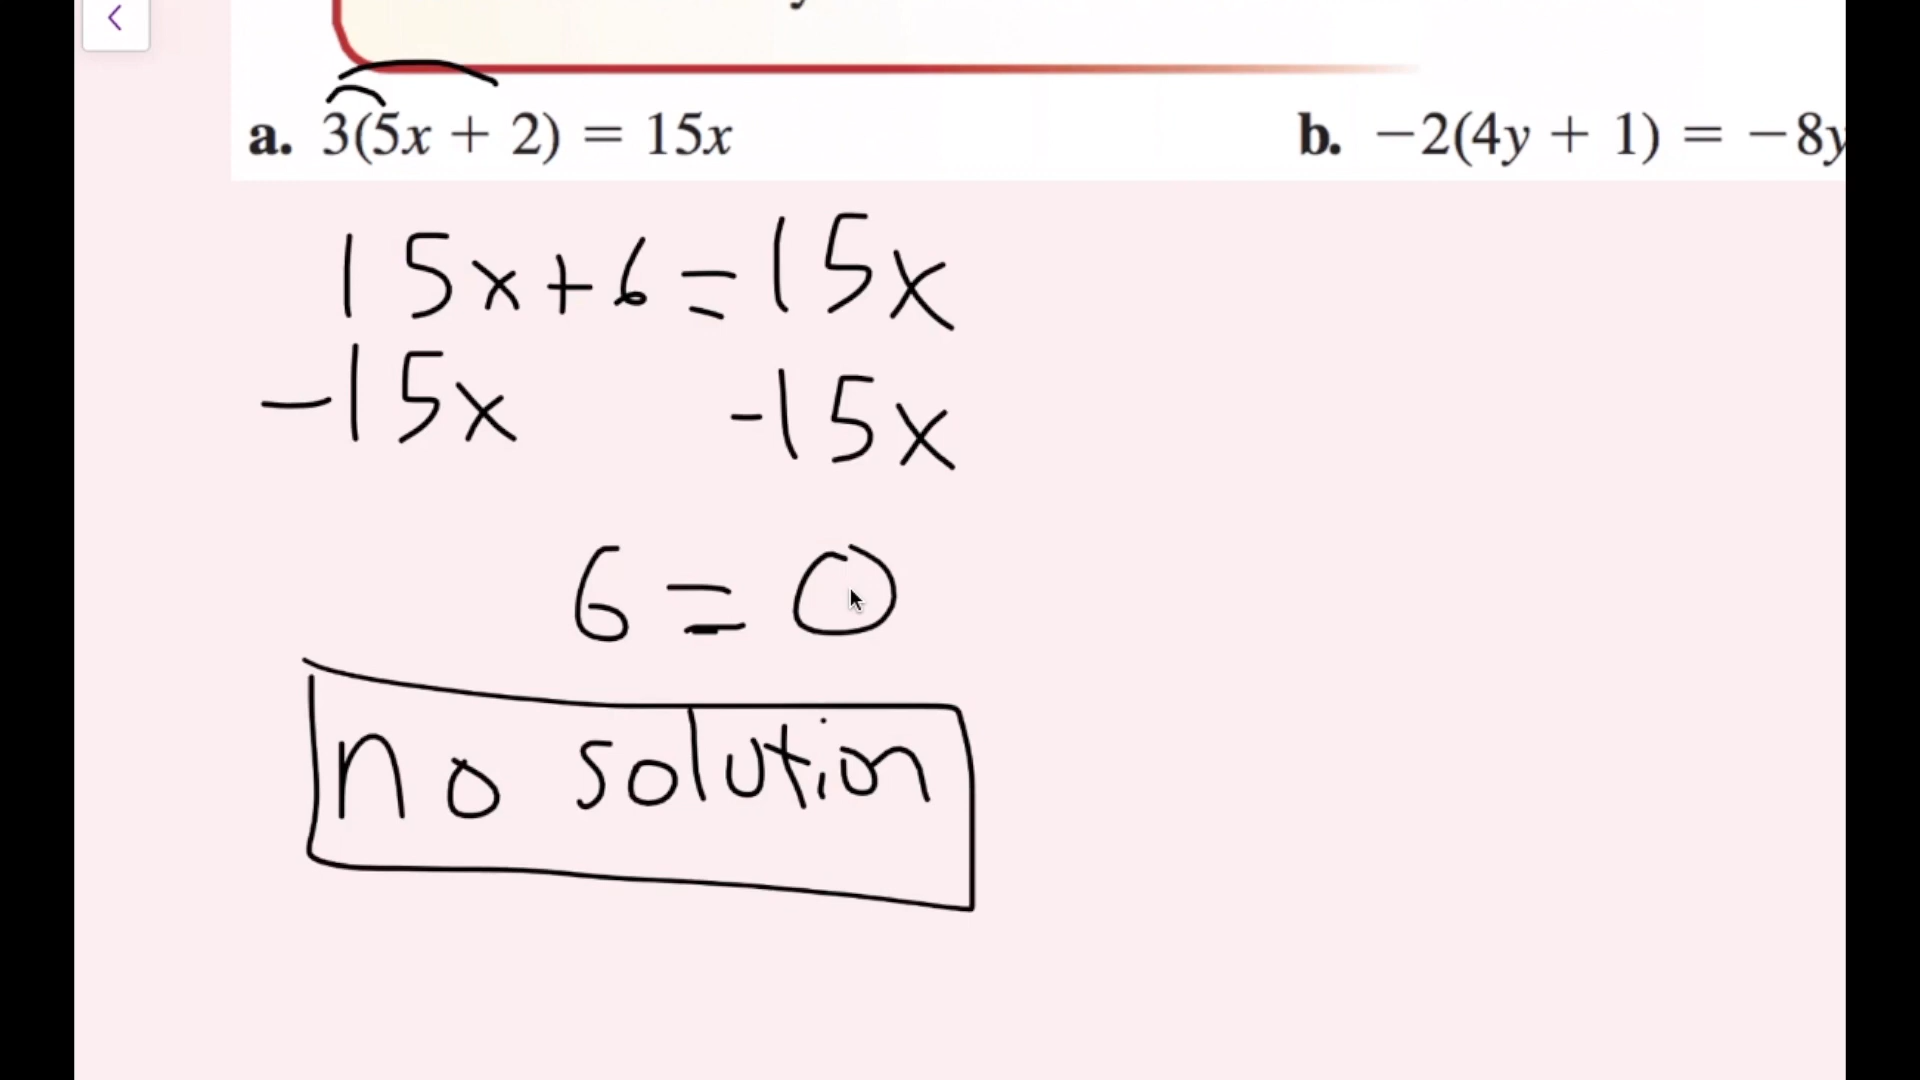 a. 3(5x + 2) = 15x
b. −2(4y + 1) = −8y
15x+6=15x
−15x -15x
6=0
no solution